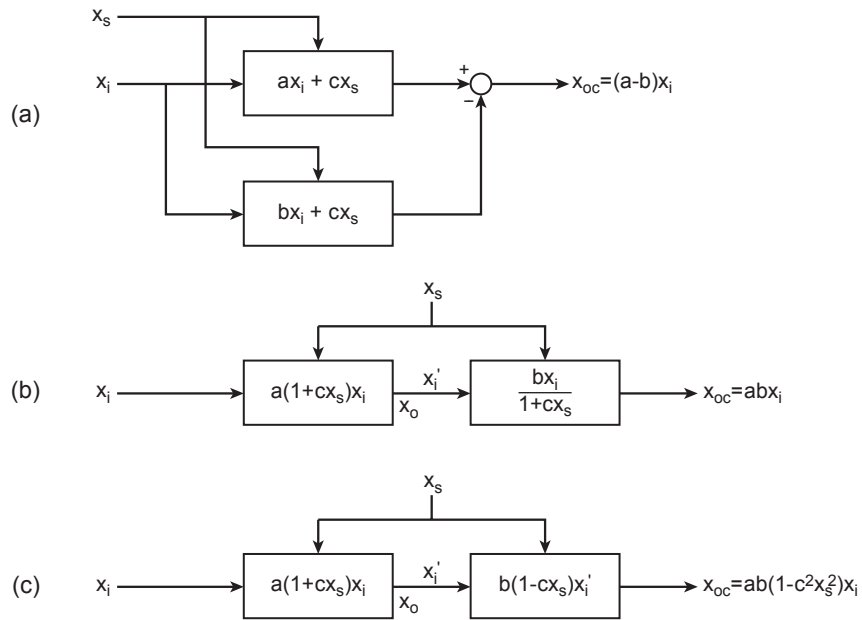 xₛ
xᵢ
axᵢ + cxₛ
+
−
xₒc=(a-b)xᵢ
(a)
bxᵢ + cxₛ
xₛ
(b)
xᵢ
a(1+cxₛ)xᵢ
xᵢ'
xₒ
bxᵢ
1+cxₛ
xₒc=abxᵢ
xₛ
(c)
xᵢ
a(1+cxₛ)xᵢ
xᵢ'
xₒ
b(1-cxₛ)xᵢ'
xₒc=ab(1-c²xₛ²)xᵢ